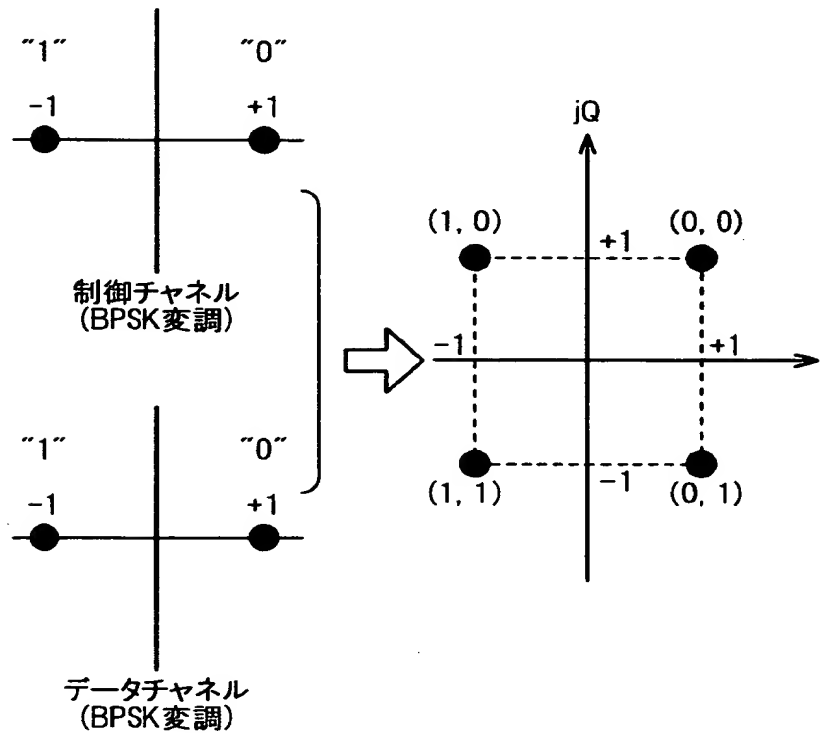 "1" "0"
-1 +1
制御チャネル
(BPSK変調)
"1" "0"
-1 +1
データチャネル
(BPSK変調)
jQ
(1, 0) (0, 0)
+1
-1 +1
-1
(1, 1) (0, 1)